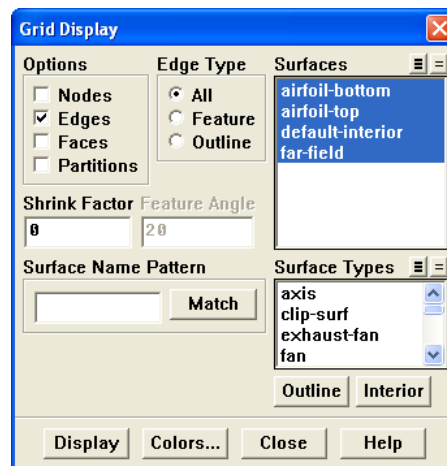 Grid Display
Options
Edge Type
Surfaces
Nodes
Edges
Faces
Partitions
All
Feature
Outline
airfoil-bottom
airfoil-top
default-interior
far-field
Shrink Factor
Feature Angle
0
20
Surface Name Pattern
Match
Surface Types
axis
clip-surf
exhaust-fan
fan
Outline
Interior
Display
Colors...
Close
Help